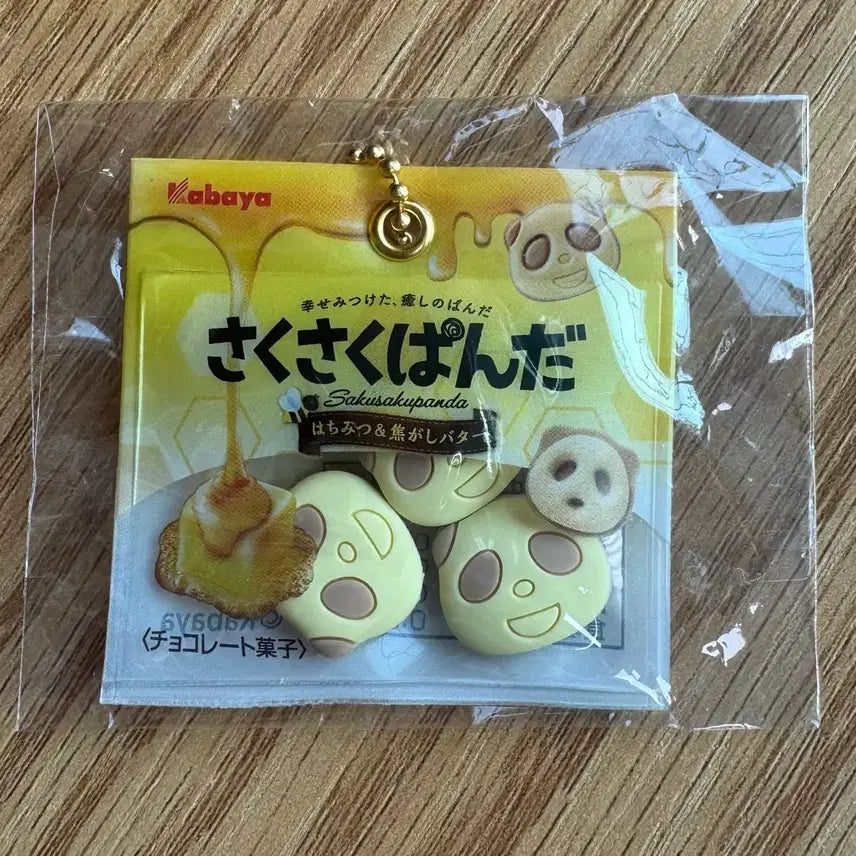 Kabaya
幸せみつけた、癒しのぱんだ
さくさくぱんだ
Sakusakupanda
はちみつ&焦がしバター
©Kabaya
〈チョコレート菓子〉